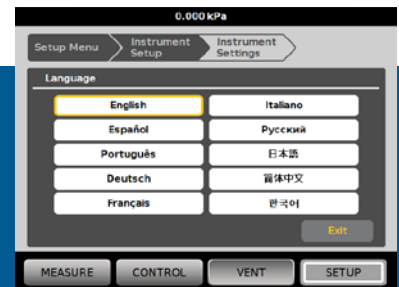 0.000 kPa
Setup Menu
Instrument Setup
Instrument Settings
Language
English
Italiano
Español
Русский
Português
日本語
Deutsch
简体中文
Français
한국어
Exit
MEASURE
CONTROL
VENT
SETUP